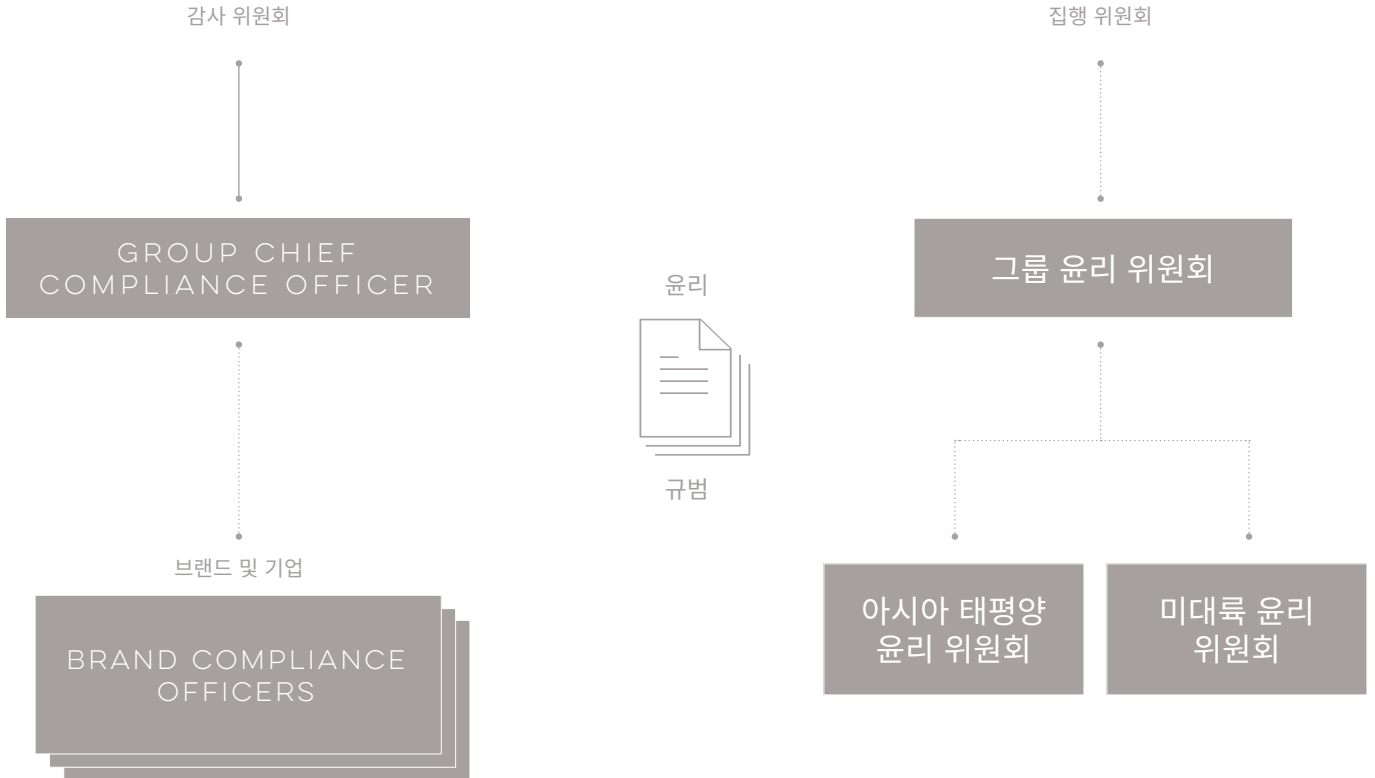 감사 위원회
집행 위원회
GROUP CHIEF
COMPLIANCE OFFICER
윤리
규범
그룹 윤리 위원회
브랜드 및 기업
BRAND COMPLIANCE
OFFICERS
아시아 태평양
윤리 위원회
미대륙 윤리
위원회